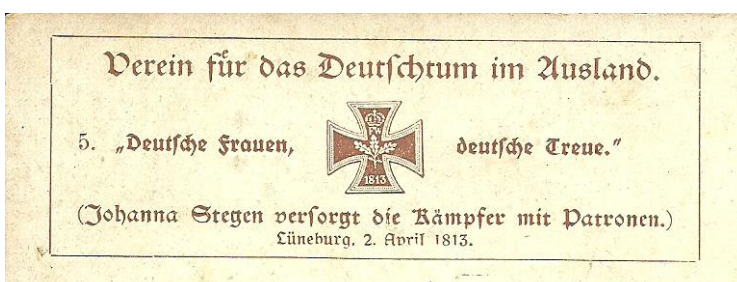 Verein für das Deutschtum im Ausland.
5. „Deutsche Frauen, deutsche Treue."
FW
1813
(Johanna Stegen versorgt die Kämpfer mit Patronen.)
Lüneburg. 2. April 1813.